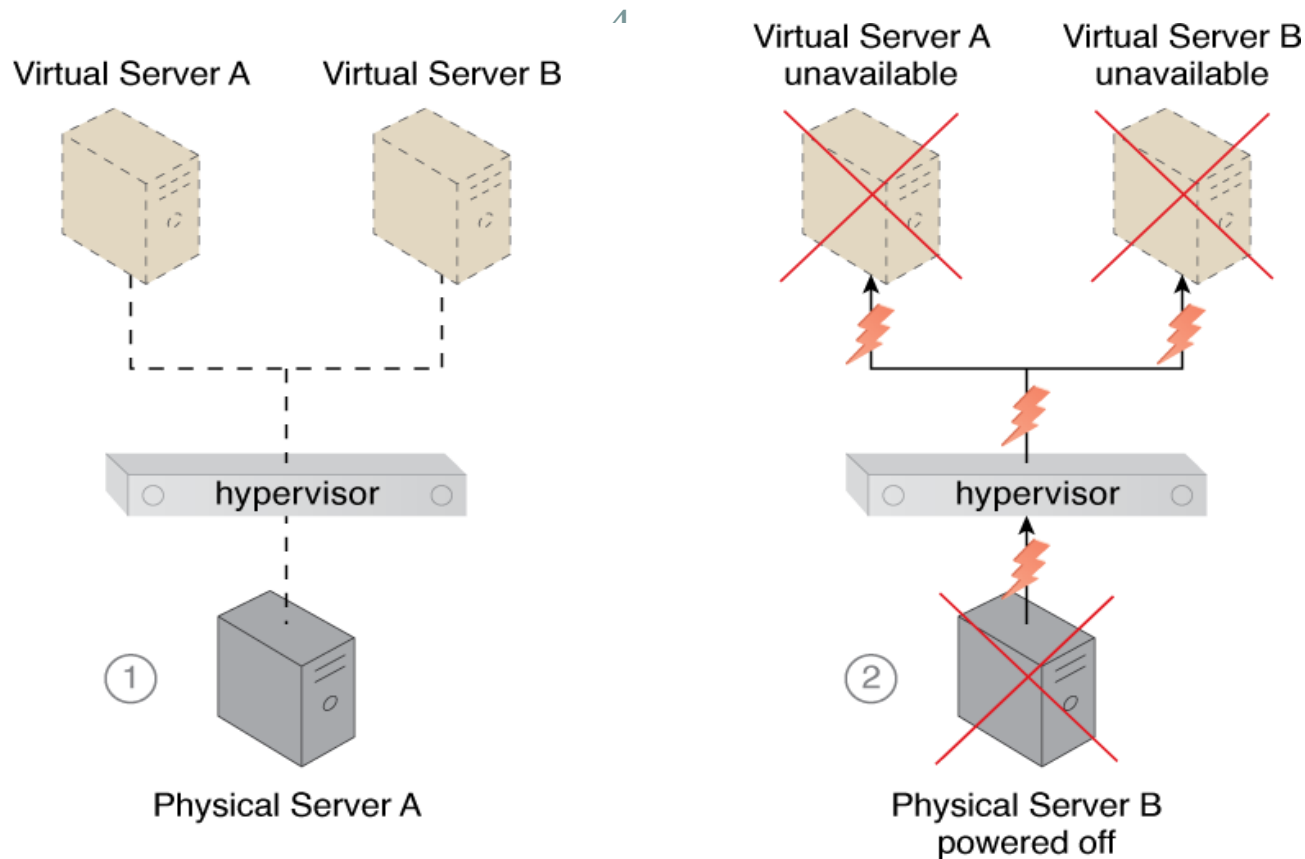 Virtual Server A
Virtual Server B
hypervisor
1
Physical Server A
Virtual Server A
unavailable
Virtual Server B
unavailable
hypervisor
2
Physical Server B
powered off